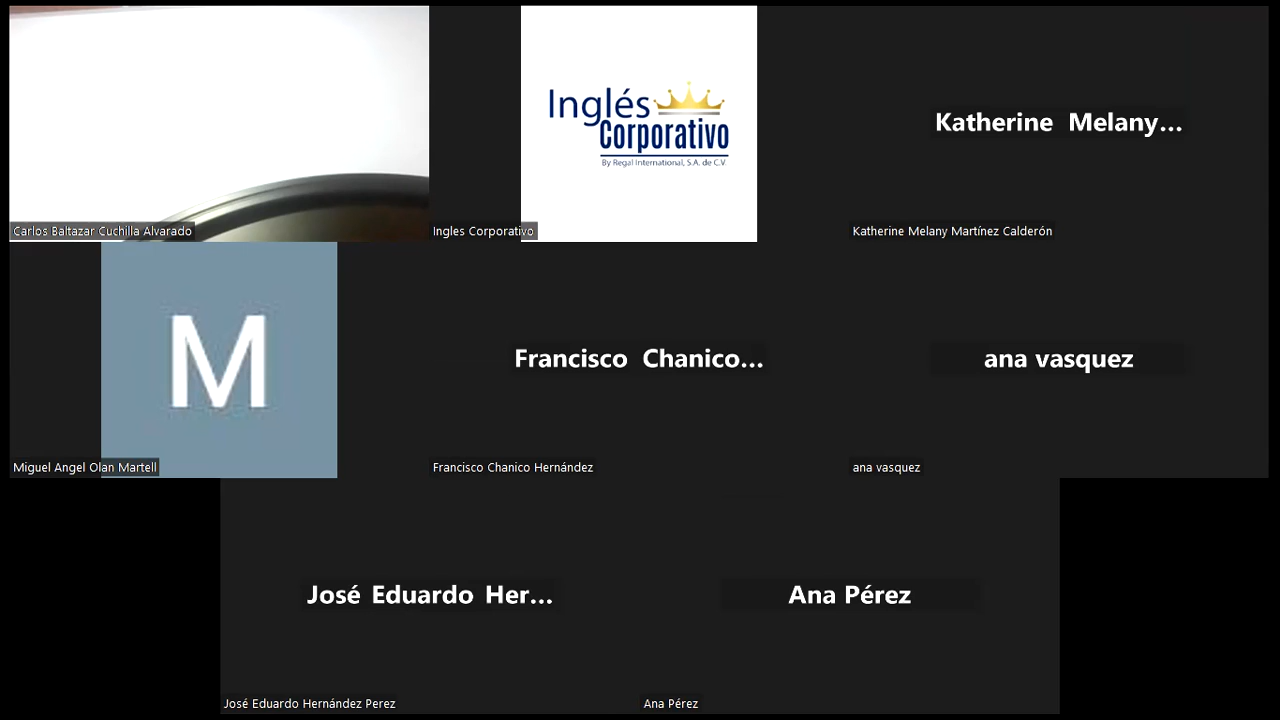 Inglés
Corporativo
By Regal International, S.A. de C.V.
Katherine Melany...
Carlos Baltazar Cuchilla Alvarado
Ingles Corporativo
Katherine Melany Martínez Calderón
M
Francisco Chanico...
ana vasquez
Miguel Angel Olan Martell
Francisco Chanico Hernández
ana vasquez
José Eduardo Her...
Ana Pérez
José Eduardo Hernández Perez
Ana Pérez